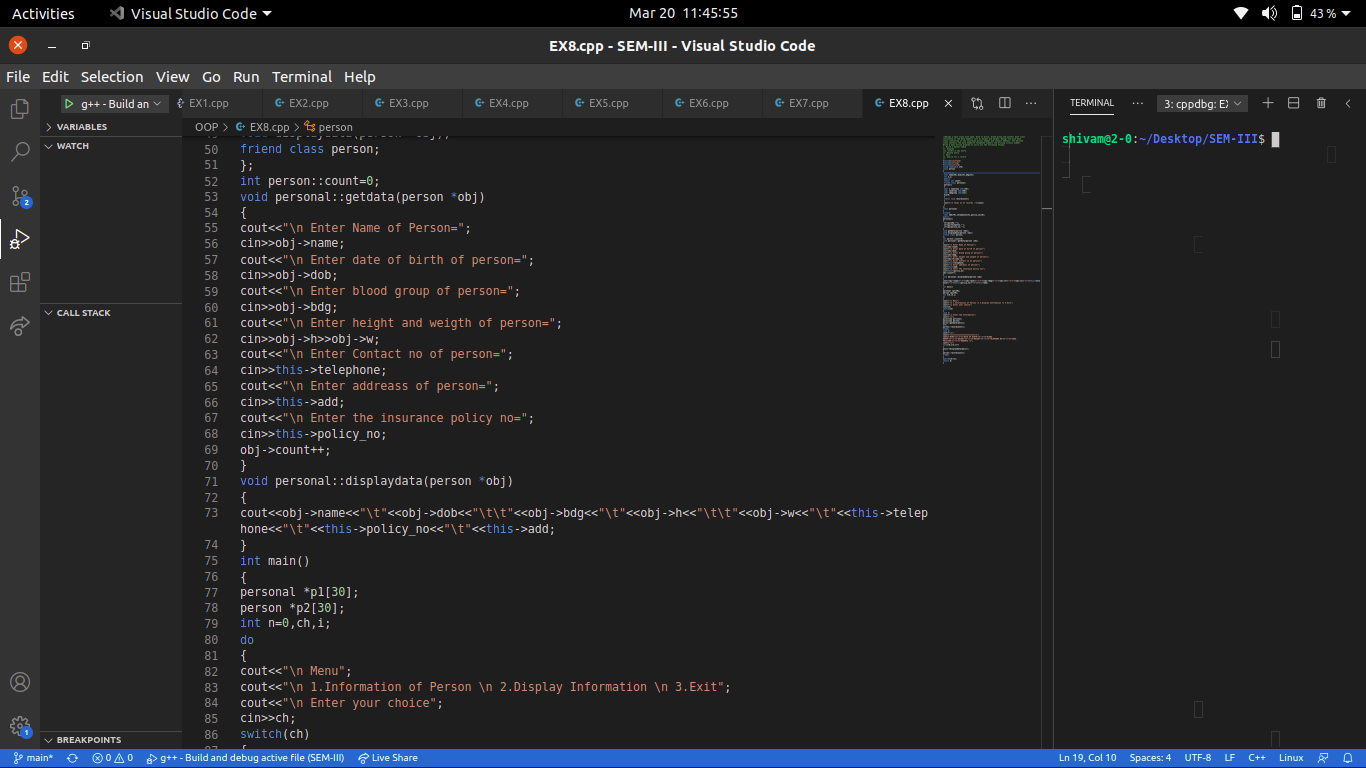 Activities Visual Studio Code Mar 20 11:45:55 43 %
EX8.cpp - SEM-III - Visual Studio Code
File Edit Selection View Go Run Terminal Help
g++ - Build an EX1.cpp EX2.cpp EX3.cpp EX4.cpp EX5.cpp EX6.cpp EX7.cpp EX8.cpp TERMINAL 3: cppdbg: E
VARIABLES
OOP > EX8.cpp > person
WATCH
CALL STACK
BREAKPOINTS
50 friend class person;
51 };
52 int person::count=0;
53 void personal::getdata(person *obj)
54 {
55 cout<<"\n Enter Name of Person=";
56 cin>>obj->name;
57 cout<<"\n Enter date of birth of person=";
58 cin>>obj->dob;
59 cout<<"\n Enter blood group of person=";
60 cin>>obj->bdg;
61 cout<<"\n Enter height and weigth of person=";
62 cin>>obj->h>>obj->w;
63 cout<<"\n Enter Contact no of person=";
64 cin>>this->telephone;
65 cout<<"\n Enter addreass of person=";
66 cin>>this->add;
67 cout<<"\n Enter the insurance policy no=";
68 cin>>this->policy_no;
69 obj->count++;
70 }
71 void personal::displaydata(person *obj)
72 {
73 cout<<obj->name<<"\t"<<obj->dob<<"\t\t"<<obj->bdg<<"\t"<<obj->h<<"\t\t"<<obj->w<<"\t"<<this->telep
hone<<"\t"<<this->policy_no<<"\t"<<this->add;
74 }
75 int main()
76 {
77 personal *p1[30];
78 person *p2[30];
79 int n=0,ch,i;
80 do
81 {
82 cout<<"\n Menu";
83 cout<<"\n 1.Information of Person \n 2.Display Information \n 3.Exit";
84 cout<<"\n Enter your choice";
85 cin>>ch;
86 switch(ch)
shivam@2-0:~/Desktop/SEM-III$
2
1
main* 0 0 g++ - Build and debug active file (SEM-III) Live Share Ln 19, Col 10 Spaces: 4 UTF-8 LF C++ Linux